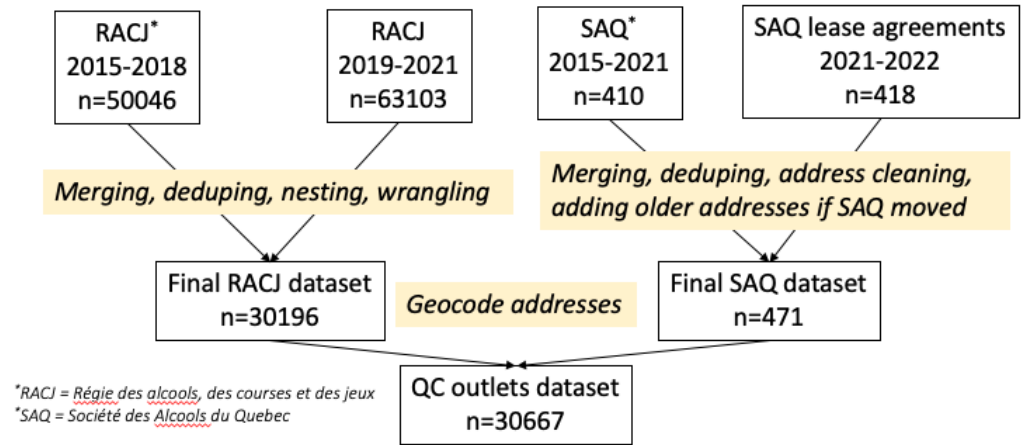 RACJ*
2015-2018
n=50046
RACJ
2019-2021
n=63103
SAQ*
2015-2021
n=410
SAQ lease agreements
2021-2022
n=418
Merging, deduping, nesting, wrangling
Merging, deduping, address cleaning,
adding older addresses if SAQ moved
Final RACJ dataset
n=30196
Geocode addresses
Final SAQ dataset
n=471
QC outlets dataset
n=30667
*RACJ = Régie des alcools, des courses et des jeux
*SAQ = Société des Alcools du Quebec